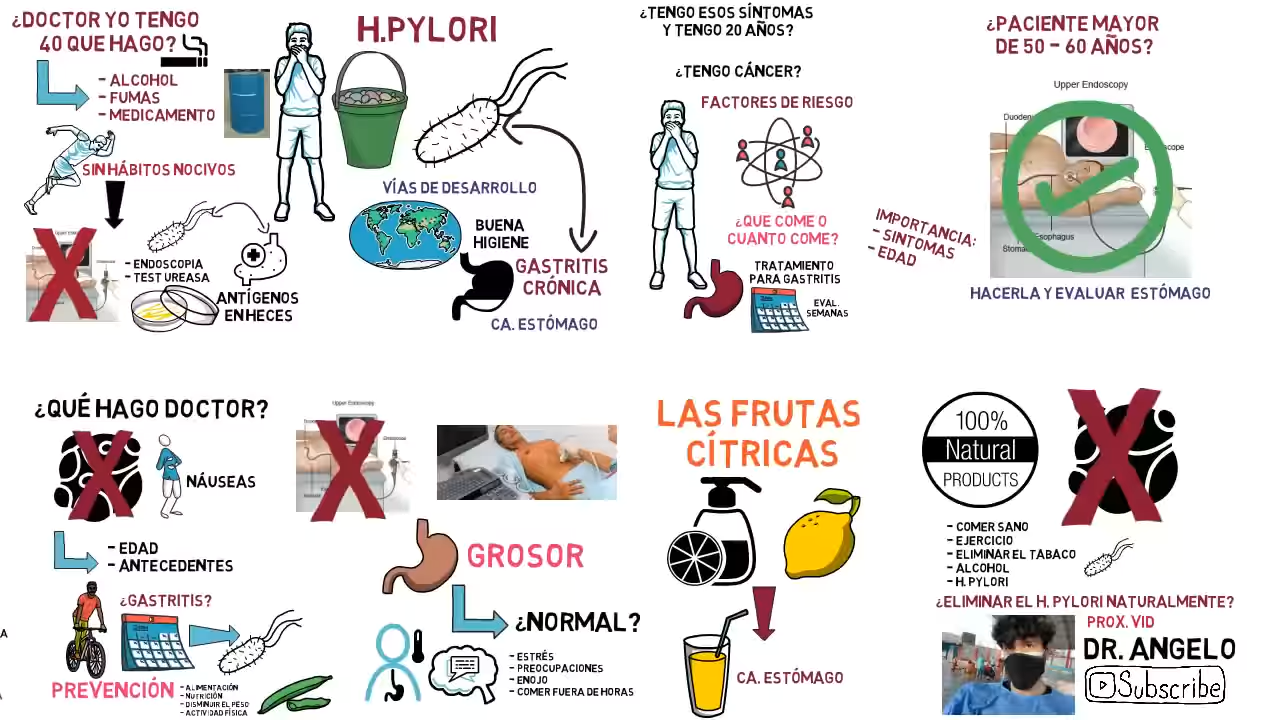 ¿DOCTOR YO TENGO
40 QUE HAGO?
- ALCOHOL
- FUMAS
- MEDICAMENTO
SIN HÁBITOS NOCIVOS
- ENDOSCOPIA
- TEST UREASA
ANTÍGENOS
EN HECES
H.PYLORI
VÍAS DE DESARROLLO
BUENA
HIGIENE
GASTRITIS
CRÓNICA
CA. ESTÓMAGO
¿TENGO ESOS SÍNTOMAS
Y TENGO 20 AÑOS?
¿TENGO CÁNCER?
FACTORES DE RIESGO
¿QUE COME O
CUANTO COME?
TRATAMIENTO
PARA GASTRITIS
EVAL.
SEMANAS
IMPORTANCIA:
- SINTOMAS
- EDAD
¿PACIENTE MAYOR
DE 50 - 60 AÑOS?
Upper Endoscopy
Esophagus
HACERLA Y EVALUAR ESTÓMAGO
¿QUÉ HAGO DOCTOR?
NÁUSEAS
- EDAD
- ANTECEDENTES
¿GASTRITIS?
PREVENCIÓN
- ALIMENTACIÓN
- NUTRICIÓN
- DISMINUIR EL PESO
- ACTIVIDAD FÍSICA
Upper Endoscopy
GROSOR
¿NORMAL?
- ESTRÉS
- PREOCUPACIONES
- ENOJO
- COMER FUERA DE HORAS
LAS FRUTAS
CÍTRICAS
CA. ESTÓMAGO
100%
Natural
PRODUCTS
- COMER SANO
- EJERCICIO
- ELIMINAR EL TABACO
- ALCOHOL
- H. PYLORI
¿ELIMINAR EL H. PYLORI NATURALMENTE?
PROX. VID
DR. ANGELO
Subscribe